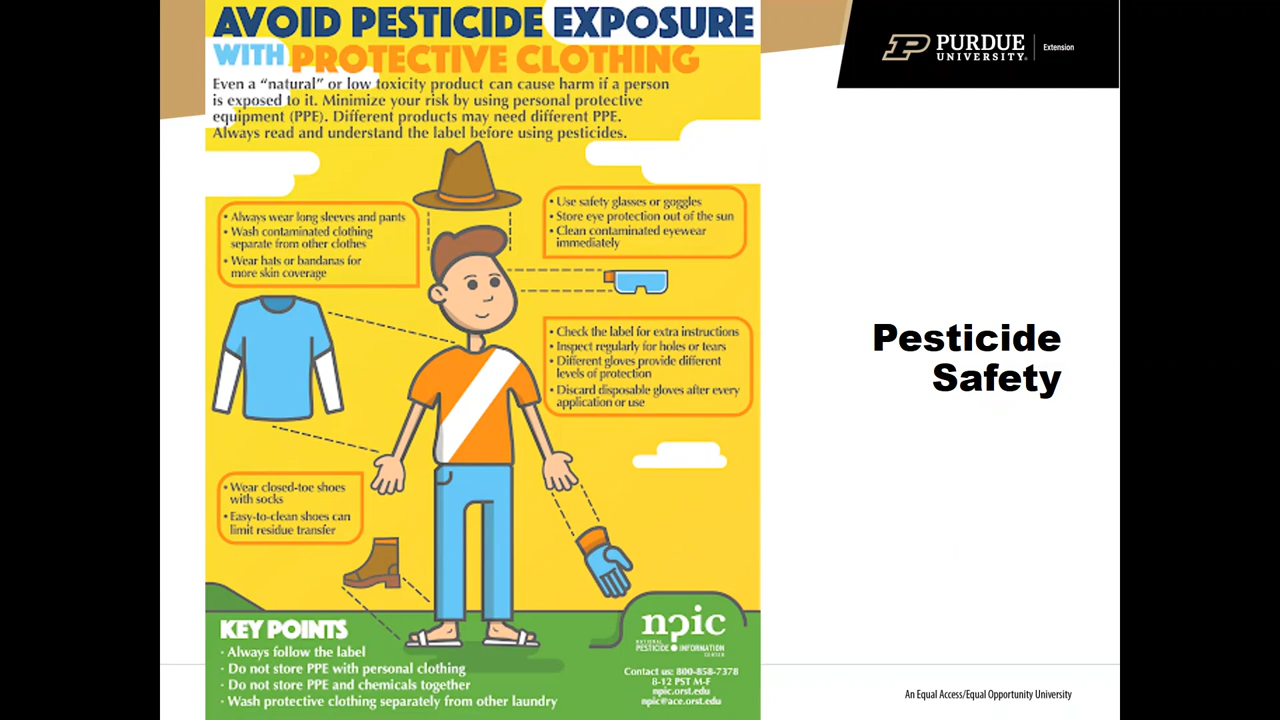 AVOID PESTICIDE EXPOSURE
WITH PROTECTIVE CLOTHING
Even a “natural” or low toxicity product can cause harm if a person
is exposed to it. Minimize your risk by using personal protective
equipment (PPE). Different products may need different PPE.
Always read and understand the label before using pesticides.
• Always wear long sleeves and pants
• Wash contaminated clothing
separate from other clothes
• Wear hats or bandanas for
more skin coverage
• Use safety glasses or goggles
• Store eye protection out of the sun
• Clean contaminated eyewear
immediately
• Check the label for extra instructions
• Inspect regularly for holes or tears
• Different gloves provide different
levels of protection
• Discard disposable gloves after every
application or use
• Wear closed-toe shoes
with socks
• Easy-to-clean shoes can
limit residue transfer
KEY POINTS
· Always follow the label
· Do not store PPE with personal clothing
· Do not store PPE and chemicals together
· Wash protective clothing separately from other laundry
npic
NATIONAL
PESTICIDE INFORMATION
CENTER
Contact us: 800-858-7378
8-12 PST M-F
npic.orst.edu
npic@ace.orst.edu
P PURDUE
UNIVERSITY®
Extension
Pesticide
Safety
An Equal Access/Equal Opportunity University